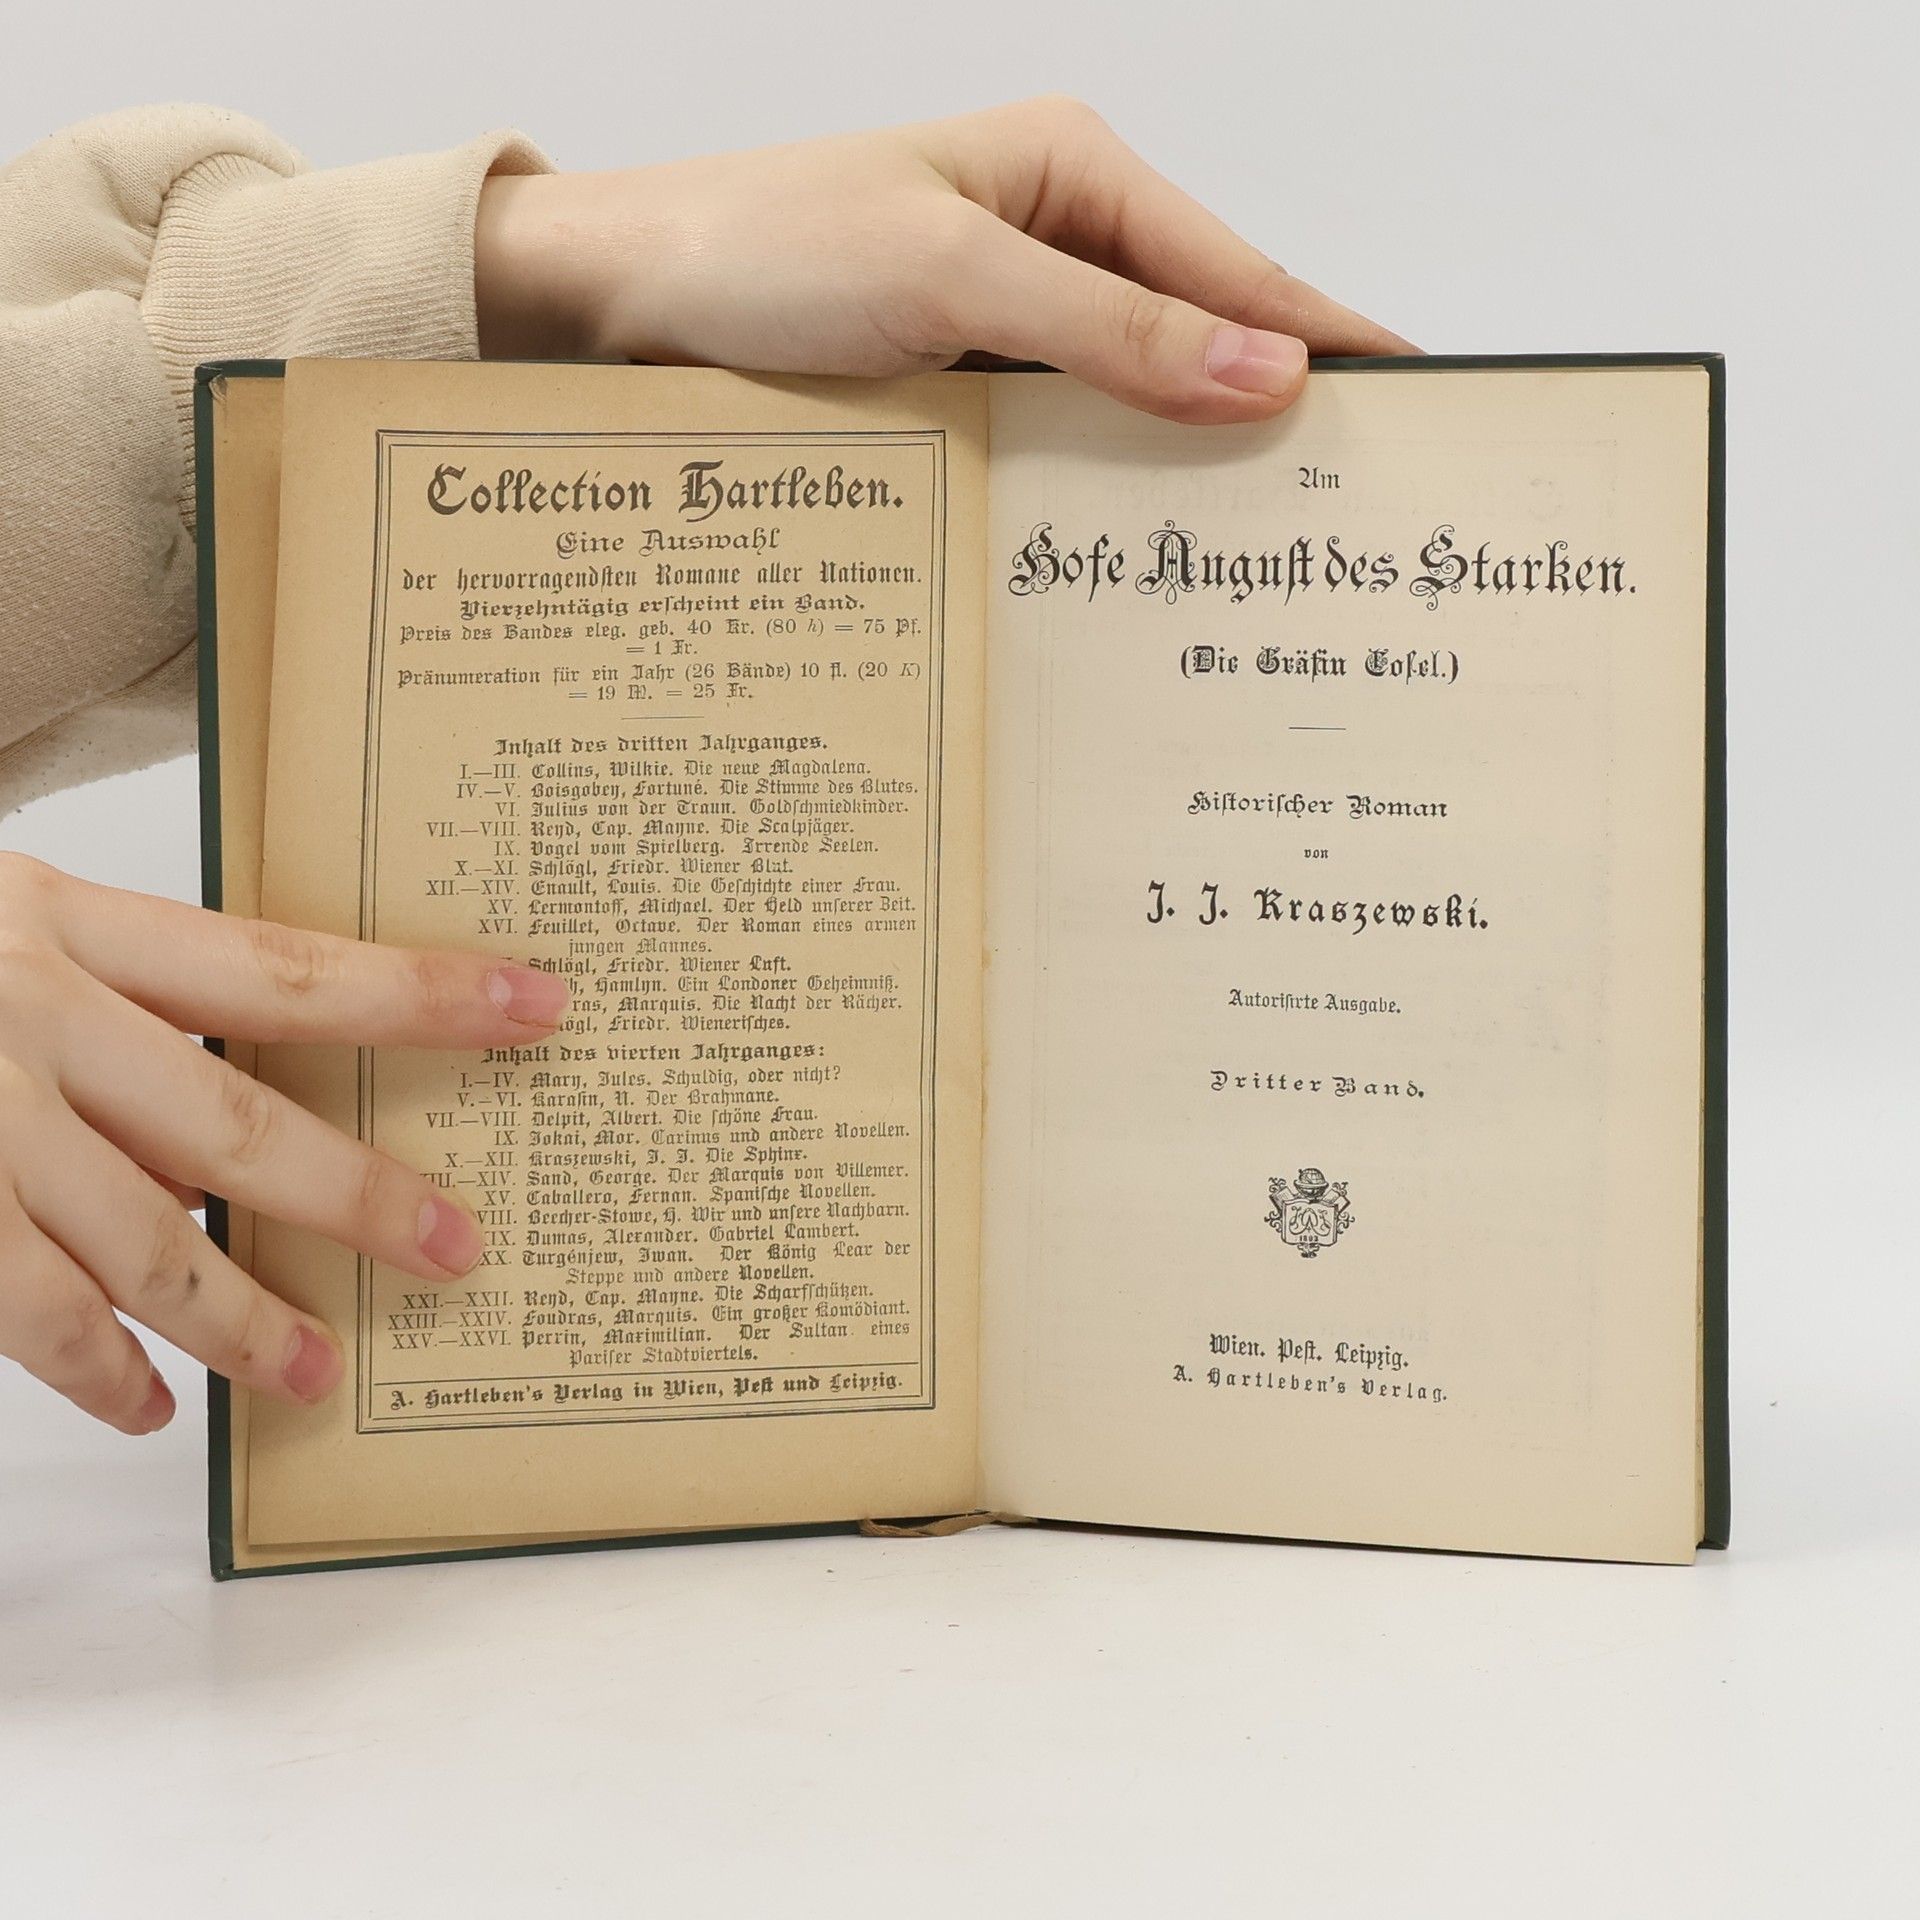 Collection Hartleben.
Eine Auswahl
der hervorragendsten Romane aller Nationen.
Vierzehntägig erscheint ein Band.
Preis des Bandes eleg. geb. 40 Kr. (80 h) = 75 Pf.
= 1 Fr.
Pränumeration für ein Jahr (26 Bände) 10 fl. (20 K)
= 19 M. = 25 Fr.
Inhalt des dritten Jahrganges.
I.—III. Collins, Wilkie. Die neue Magdalena.
IV.—V. Boisgobey, Fortuné. Die Stimme des Blutes.
VI. Julius von der Traun. Goldschmiedkinder.
VII.—VIII. Reyd, Cap. Mayne. Die Scalpjäger.
IX. Vogel vom Spielberg. Irrende Seelen.
X.—XI. Schlögl, Friedr. Wiener Blut.
XII.—XIV. Enault, Louis. Die Geschichte einer Frau.
XV. Lermontoff, Michael. Der Held unserer Zeit.
XVI. Feuillet, Octave. Der Roman eines armen
jungen Mannes.
Schlögl, Friedr. Wiener Luft.
Hamlyn. Ein Londoner Geheimniß.
Marquis. Die Nacht der Rächer.
Friedr. Wienerisches.
Inhalt des vierten Jahrganges:
I.—IV. Mary, Jules. Schuldig, oder nicht?
V.—VI. Karasin, N. Der Brahmane.
VII.—VIII. Delpit, Albert. Die schöne Frau.
IX. Jokai, Mor. Carinus und andere Novellen.
X.—XII. Kraszewski, J. I. Die Sphinx.
XIII.—XIV. Sand, George. Der Marquis von Villemer.
XV. Caballero, Fernan. Spanische Novellen.
VIII. Beecher-Stowe, H. Wir und unsere Nachbarn.
XIX. Dumas, Alexander. Gabriel Lambert.
XX. Turgénjew, Iwan. Der König Lear der
Steppe und andere Novellen.
XXI.—XXII. Reyd, Cap. Mayne. Die Scharfschützen.
XXIII.—XXIV. Foudras, Marquis. Ein großer Komödiant.
XXV.—XXVI. Perrin, Maximilian. Der Sultan eines
Pariser Stadtviertels.
A. Hartleben's Verlag in Wien, Pest und Leipzig.
Am
Hofe August des Starken.
(Die Gräfin Cosel.)
Historischer Roman
von
J. J. Kraszewski.
Autorisirte Ausgabe.
Dritter Band.
1803
Wien. Pest. Leipzig.
A. Hartleben's Verlag.